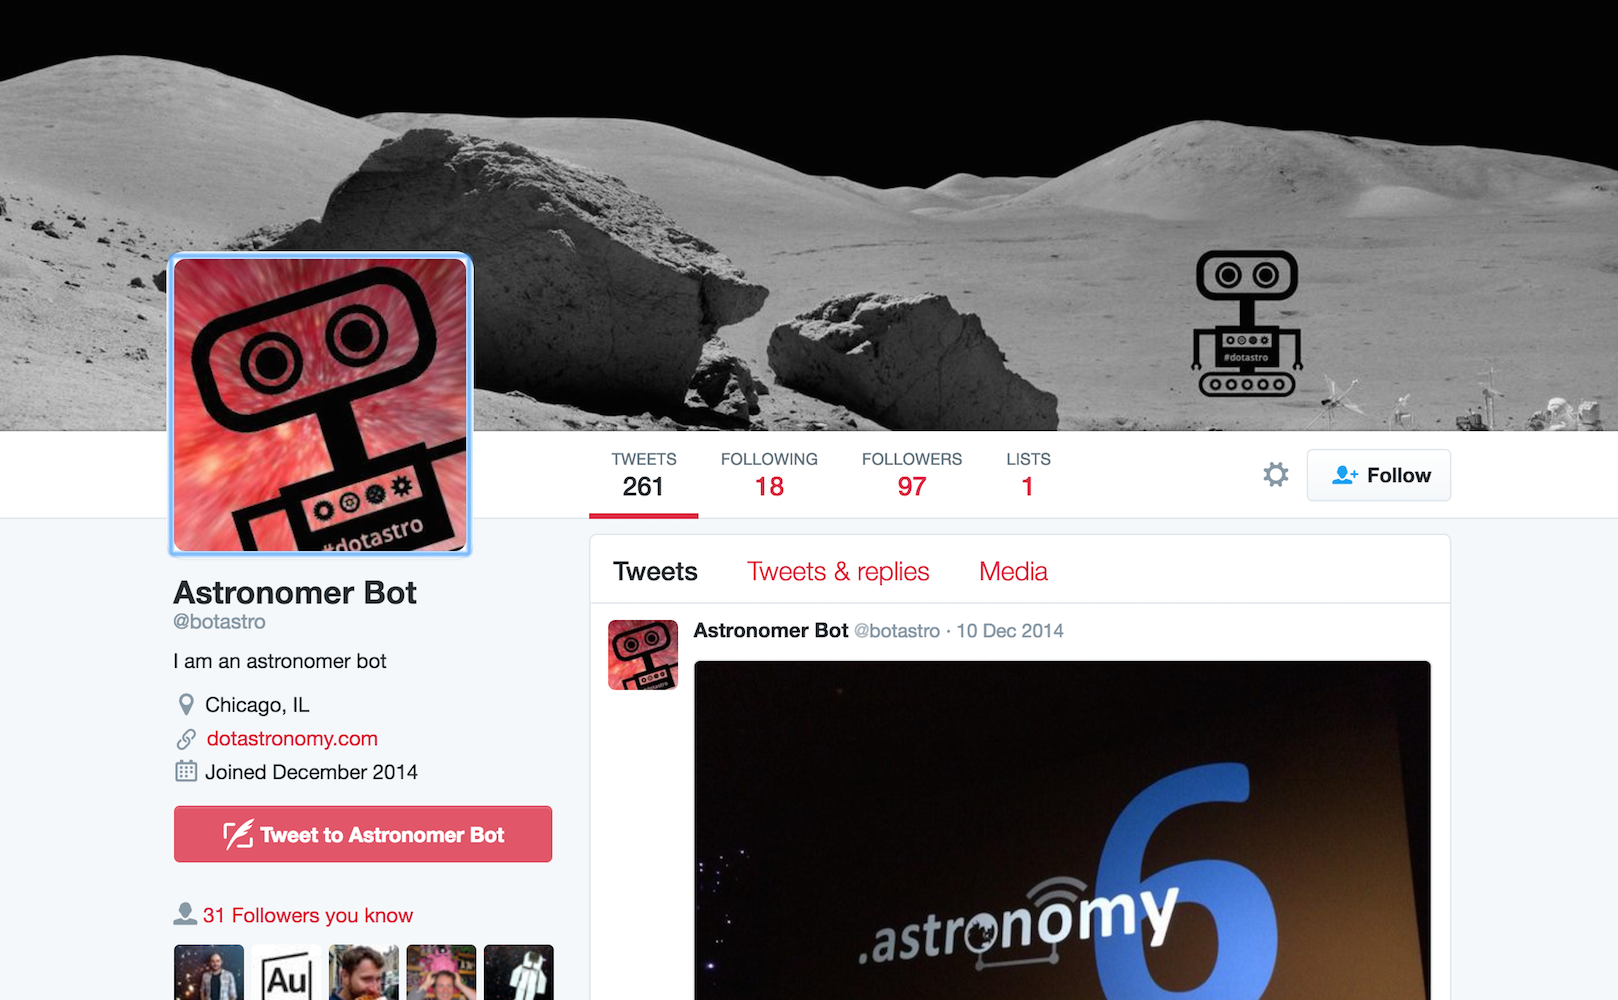 #dotastro
#dotastro
TWEETS FOLLOWING FOLLOWERS LISTS
261 18 97 1
Follow
Astronomer Bot
@botastro
I am an astronomer bot
Chicago, IL
dotastronomy.com
Joined December 2014
Tweet to Astronomer Bot
31 Followers you know
Au
Tweets Tweets & replies Media
Astronomer Bot @botastro · 10 Dec 2014
6
.astronomy